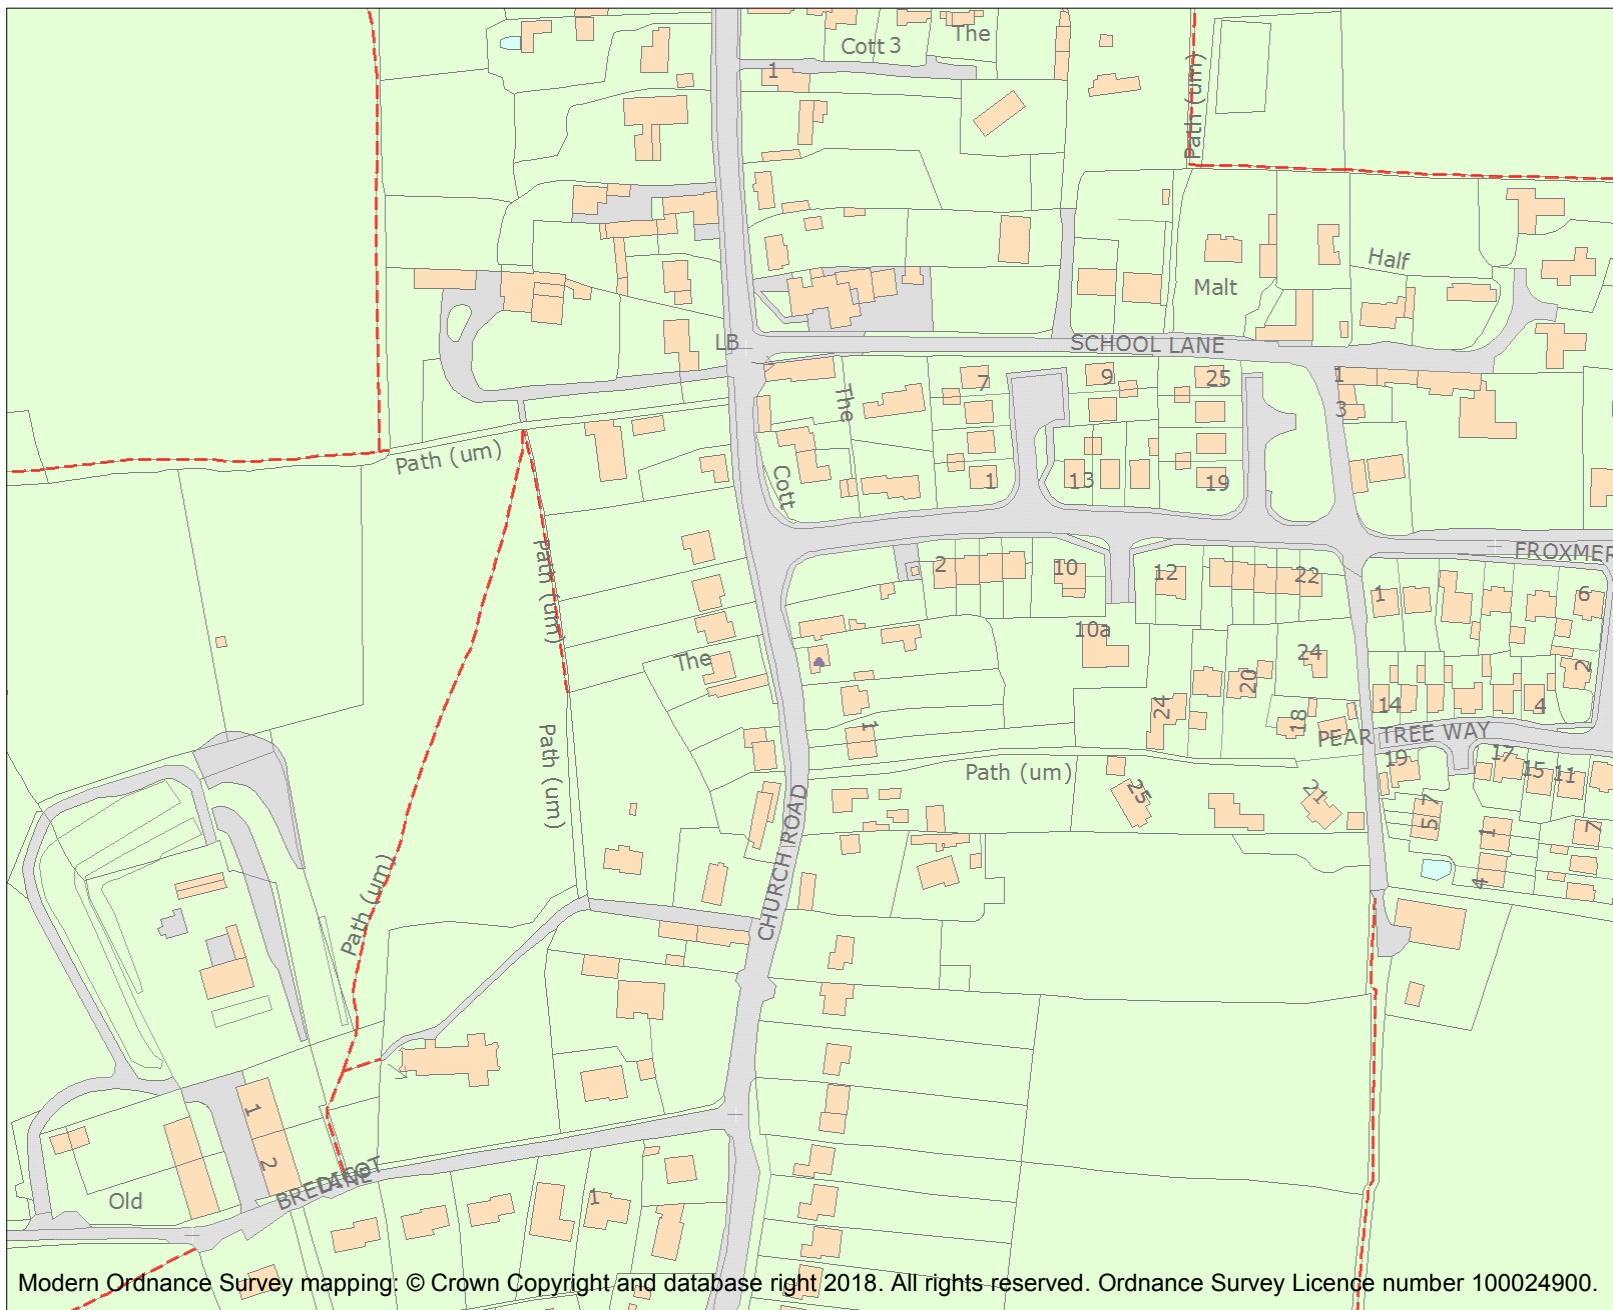 Cott 3
The
1
Path (um)
Half
Malt
LB
SCHOOL LANE
7
9
25
1
The
3
Path (um)
Cott
1
13
19
Path (um)
FROXMER
2
10
12
22
1
6
10a
The
24
2
20
24
14
4
18
1
PEAR TREE WAY
Path (um)
Path (um)
19
17
15
11
25
21
7
5
1
7
CHURCH ROAD
Path (um)
4
1
2
BREDICOT
LANE
Old
1
Modern Ordnance Survey mapping: © Crown Copyright and database right 2018. All rights reserved. Ordnance Survey Licence number 100024900.